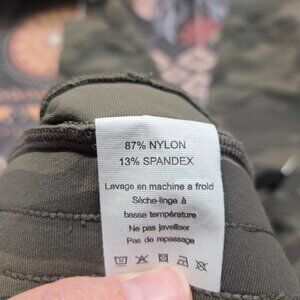 87% NYLON
13% SPANDEX
Lavage en machine a froid
Sèche-linge à
basse température
Ne pas javelliser
Pas de repassage